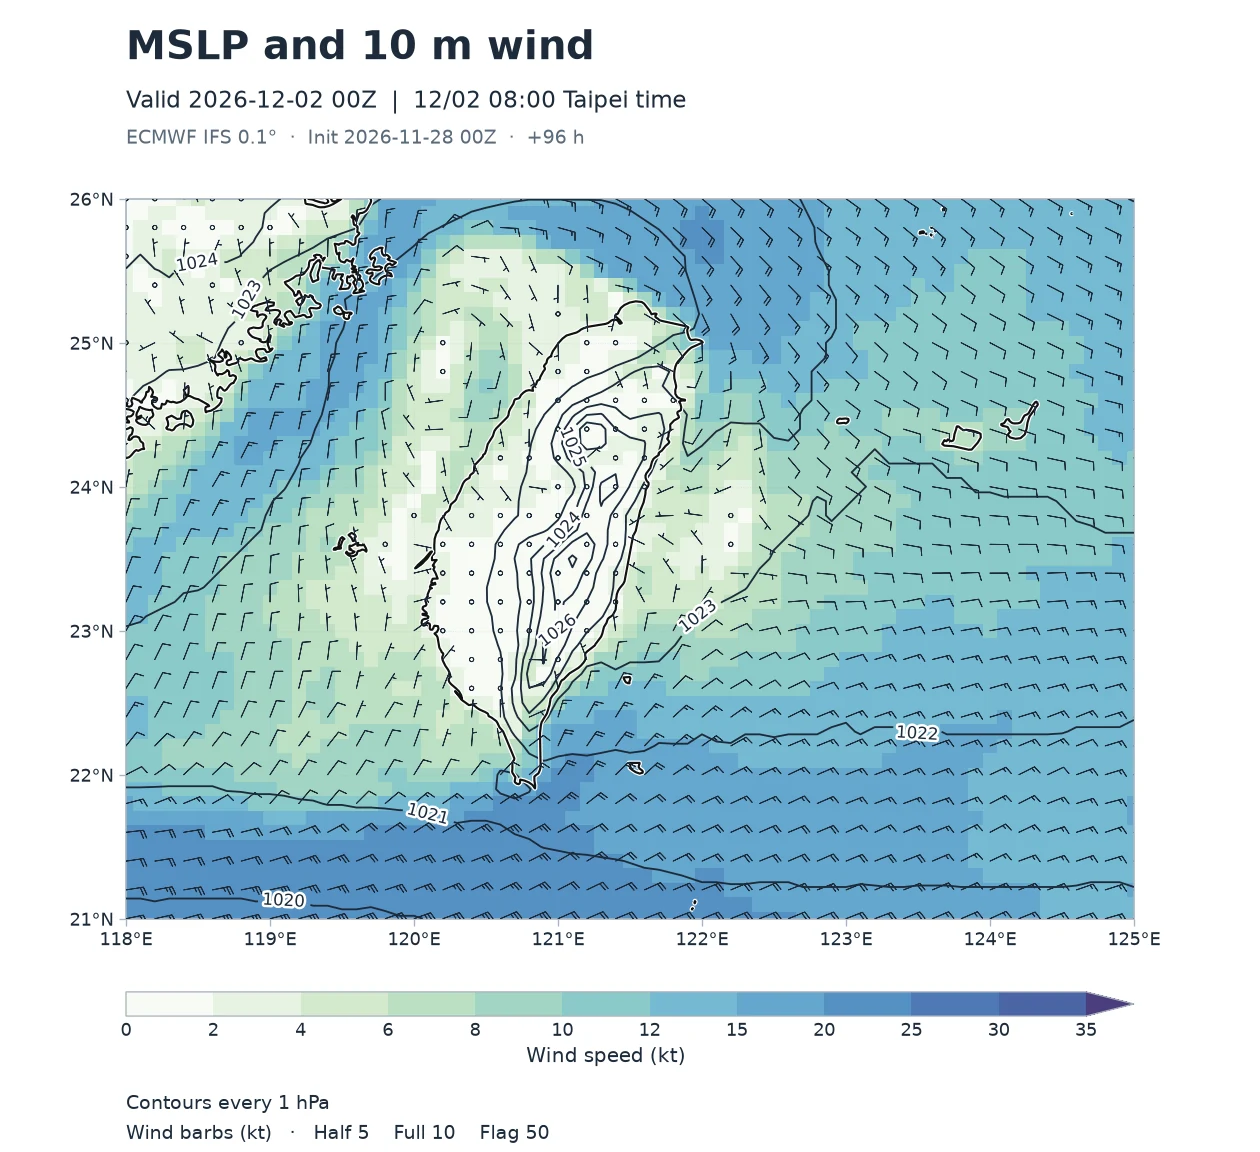 MSLP and 10 m wind
Valid 2026-12-02 00Z | 12/02 08:00 Taipei time
ECMWF IFS 0.1° · Init 2026-11-28 00Z · +96 h
26°N
1024
1023
25°N
1025
24°N
1024
1023
23°N
1026
1022
22°N
1021
1020
21°N
118°E 119°E 120°E 121°E 122°E 123°E 124°E 125°E
0 2 4 6 8 10 12 15 20 25 30 35
Wind speed (kt)
Contours every 1 hPa
Wind barbs (kt) · Half 5 Full 10 Flag 50